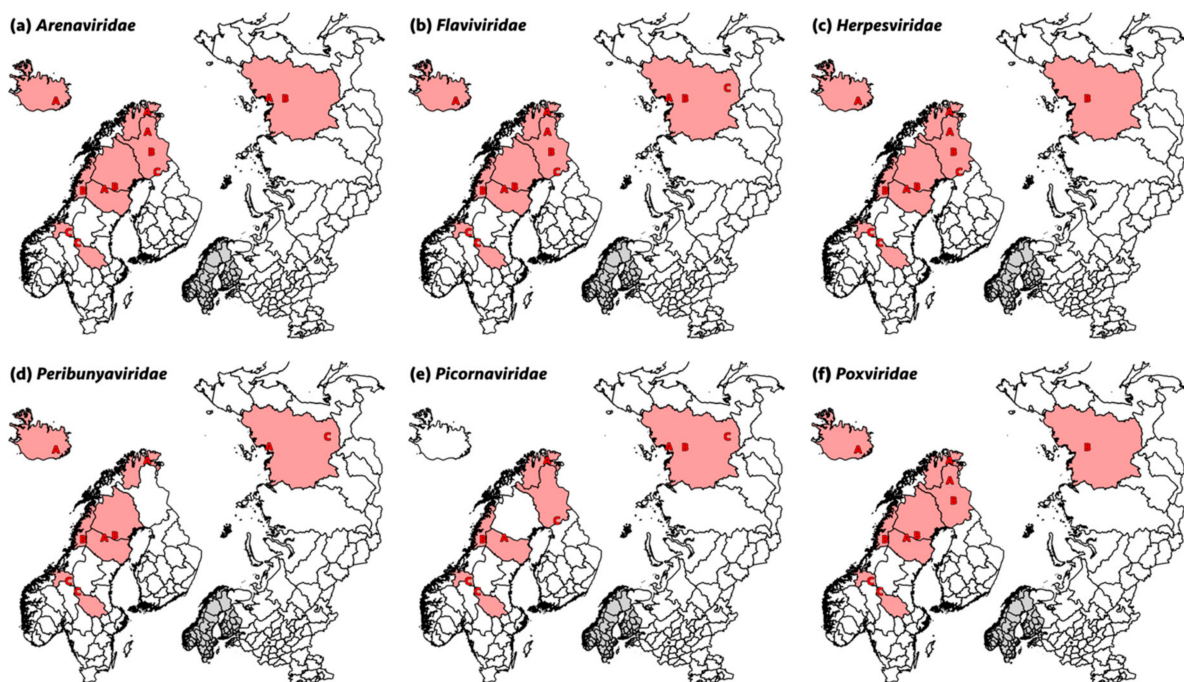 (a) Arenaviridae
A
A B
A
A
B
C
B A B
C
C
(b) Flaviviridae
A
A B C
A
A
B
C
B A B
C
C
(c) Herpesviridae
A
B
A
A
B
C
B A B
C
C
(d) Peribunyaviridae
A
A C
A
B A B
C
C
(e) Picornaviridae
A B C
A
C
B A
C
C
(f) Poxviridae
A
B
A
A
B
B A B
C
C